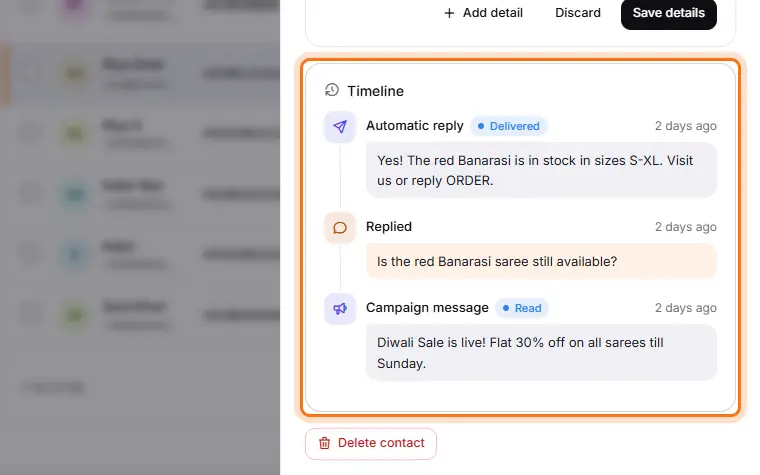 Add detail
Discard
Save details
Timeline
Automatic reply
Delivered
2 days ago
Yes! The red Banarasi is in stock in sizes S-XL. Visit
us or reply ORDER.
Replied
2 days ago
Is the red Banarasi saree still available?
Campaign message
Read
2 days ago
Diwali Sale is live! Flat 30% off on all sarees till
Sunday.
Delete contact